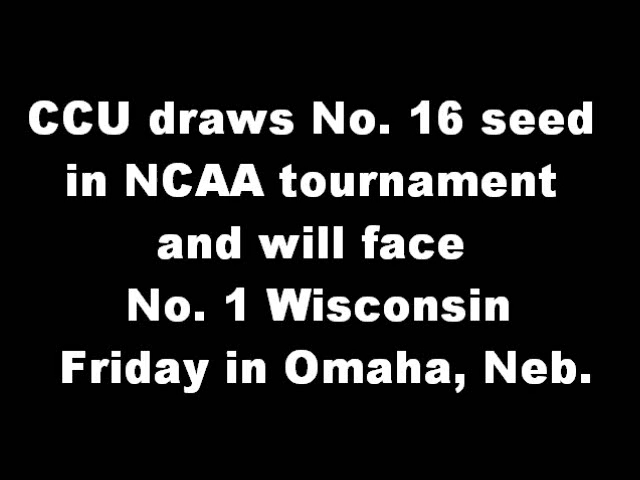 CCU draws No. 16 seed
in NCAA tournament
and will face
No. 1 Wisconsin
Friday in Omaha, Neb.